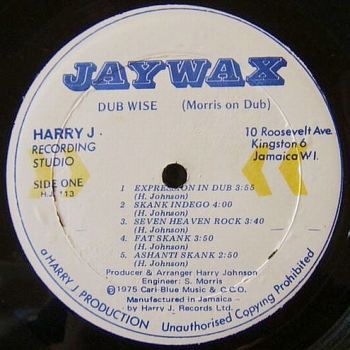 JAYWAX
DUB WISE (Morris on Dub)
HARRY J.
RECORDING
STUDIO
10 Roosevelt Ave.
Kingston 6
Jamaica W.I.
SIDE ONE
H.J. 113
1 EXPRESSION IN DUB 3:55
(H. Johnson)
2 SKANK INDEGO 4:00
(H. Johnson)
3 SEVEN HEAVEN ROCK 3:40
(H. Johnson)
4 FAT SKANK 3:50
(H. Johnson)
5. ASHANTI SKANK 2:50
(H. Johnson)
Producer & Arranger Harry Johnson
Engineer: S. Morris
℗1975 Cari-Blue Music & C.C.O.
Manufactured in Jamaica
by Harry J. Records Ltd.
a HARRY J PRODUCTION Unauthorised Copying Prohibited